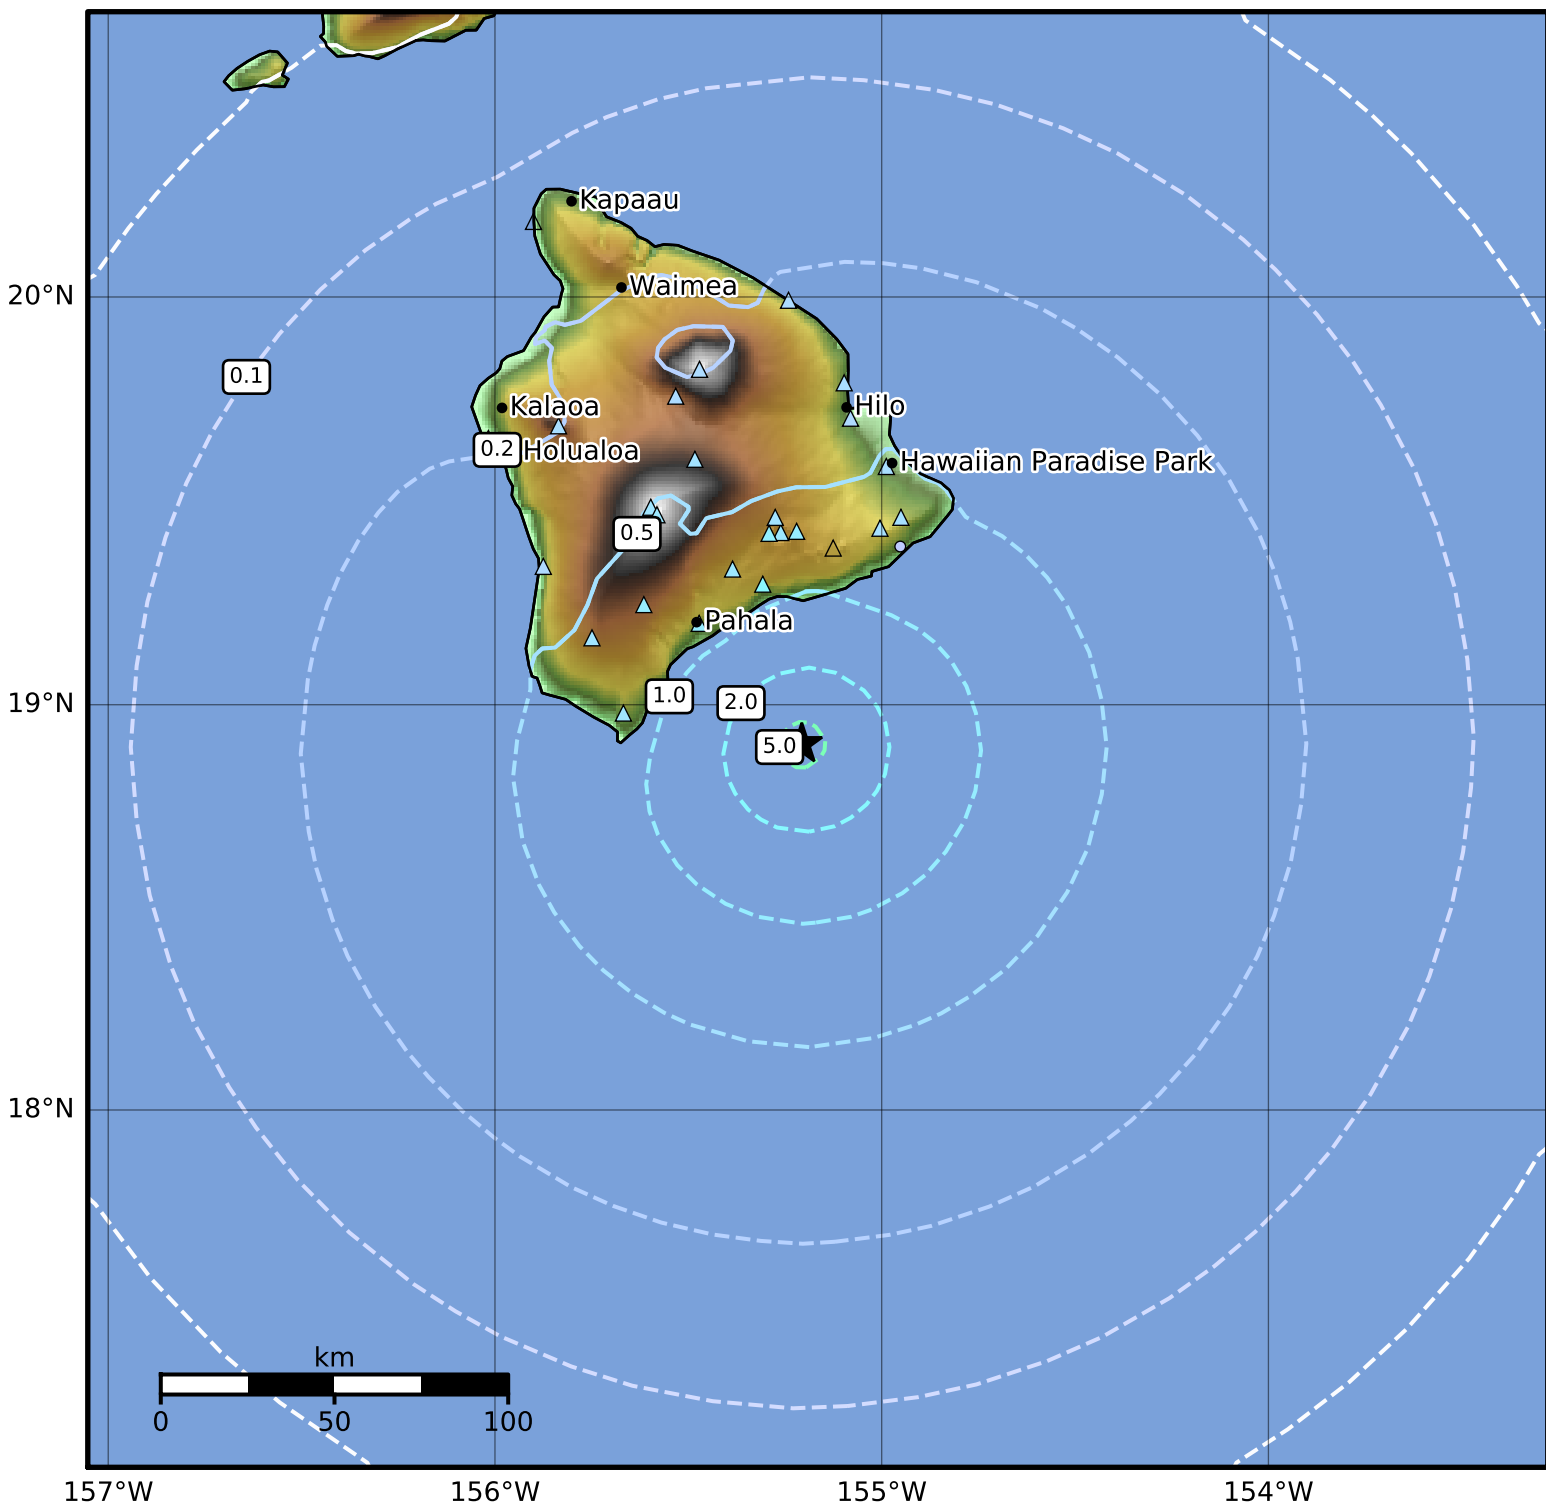 Kapaau
Waimea
20°N
0.1
Kalaoa
Hilo
0.2
Holualoa
Hawaiian Paradise Park
0.5
Pahala
1.0
2.0
19°N
5.0
18°N
km
0 50 100
157°W 156°W 155°W 154°W